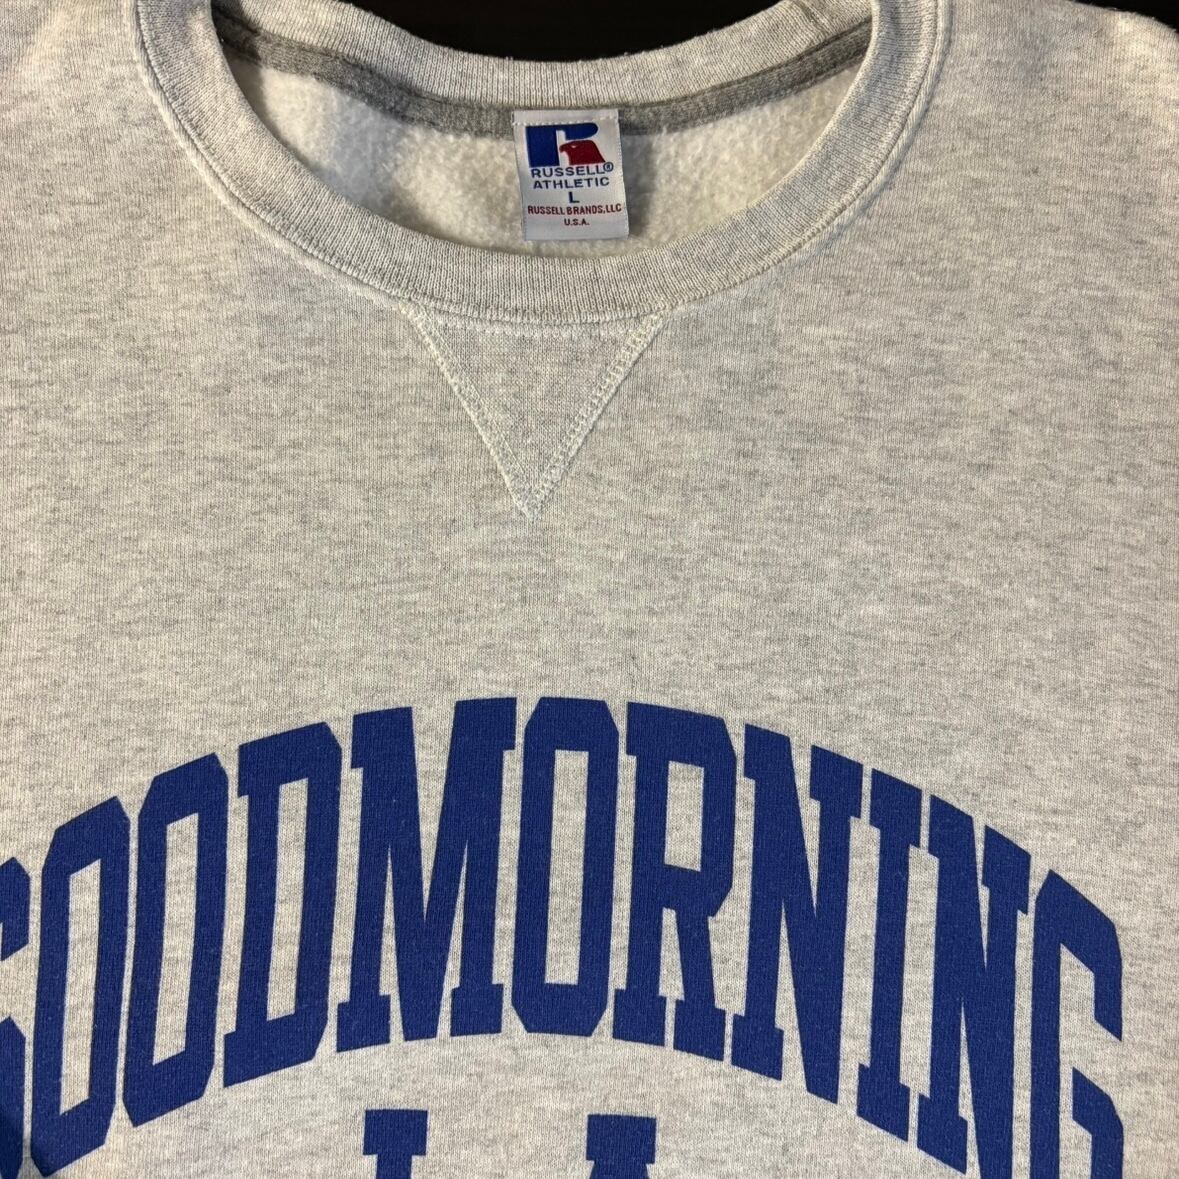 RUSSELL®
ATHLETIC
L
RUSSELL BRANDS, LLC
U.S.A.
GOODMORNING